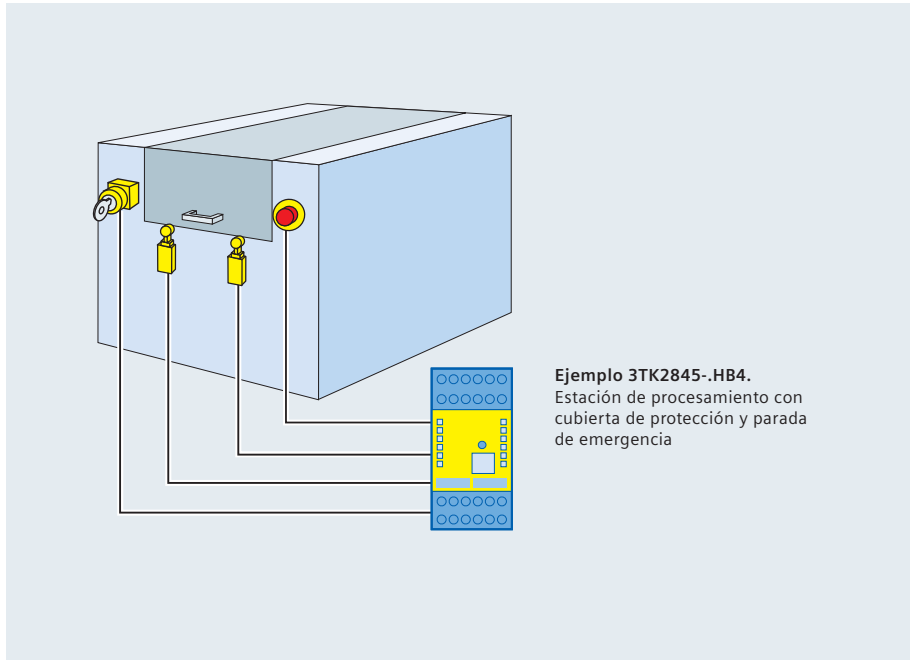 Ejemplo 3TK2845-.HB4.
Estación de procesamiento con
cubierta de protección y parada
de emergencia